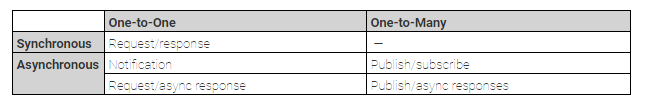 One-to-One One-to-Many
Synchronous Request/response —
Asynchronous Notification Publish/subscribe
Request/async response Publish/async responses